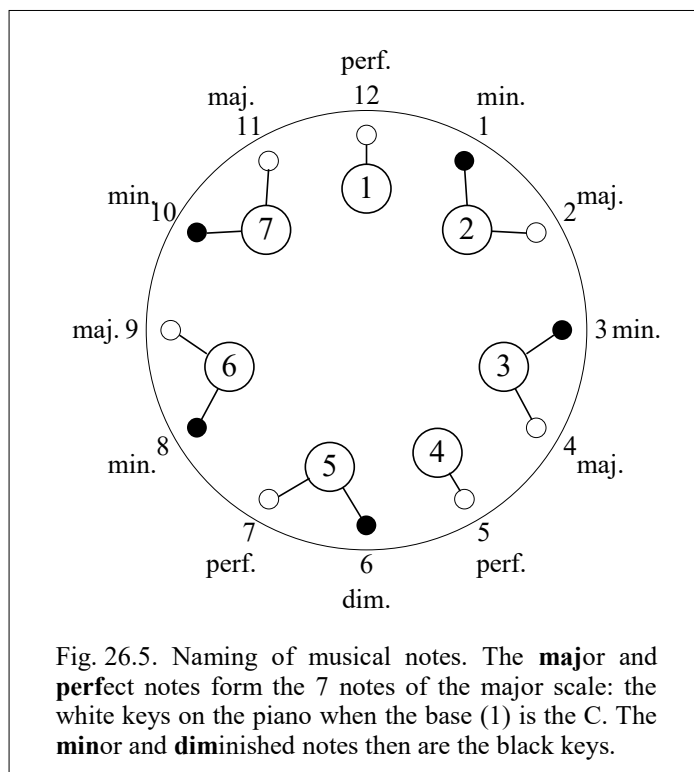 perf.
maj. 12 min.
11 1
min. 1 2 maj.
10 7 2
maj. 9 3 min.
6 3
8 5 4 4
min. maj.
7 5
perf. 6 perf.
dim.
Fig. 26.5. Naming of musical notes. The major and
perfect notes form the 7 notes of the major scale: the
white keys on the piano when the base (1) is the C. The
minor and diminished notes then are the black keys.